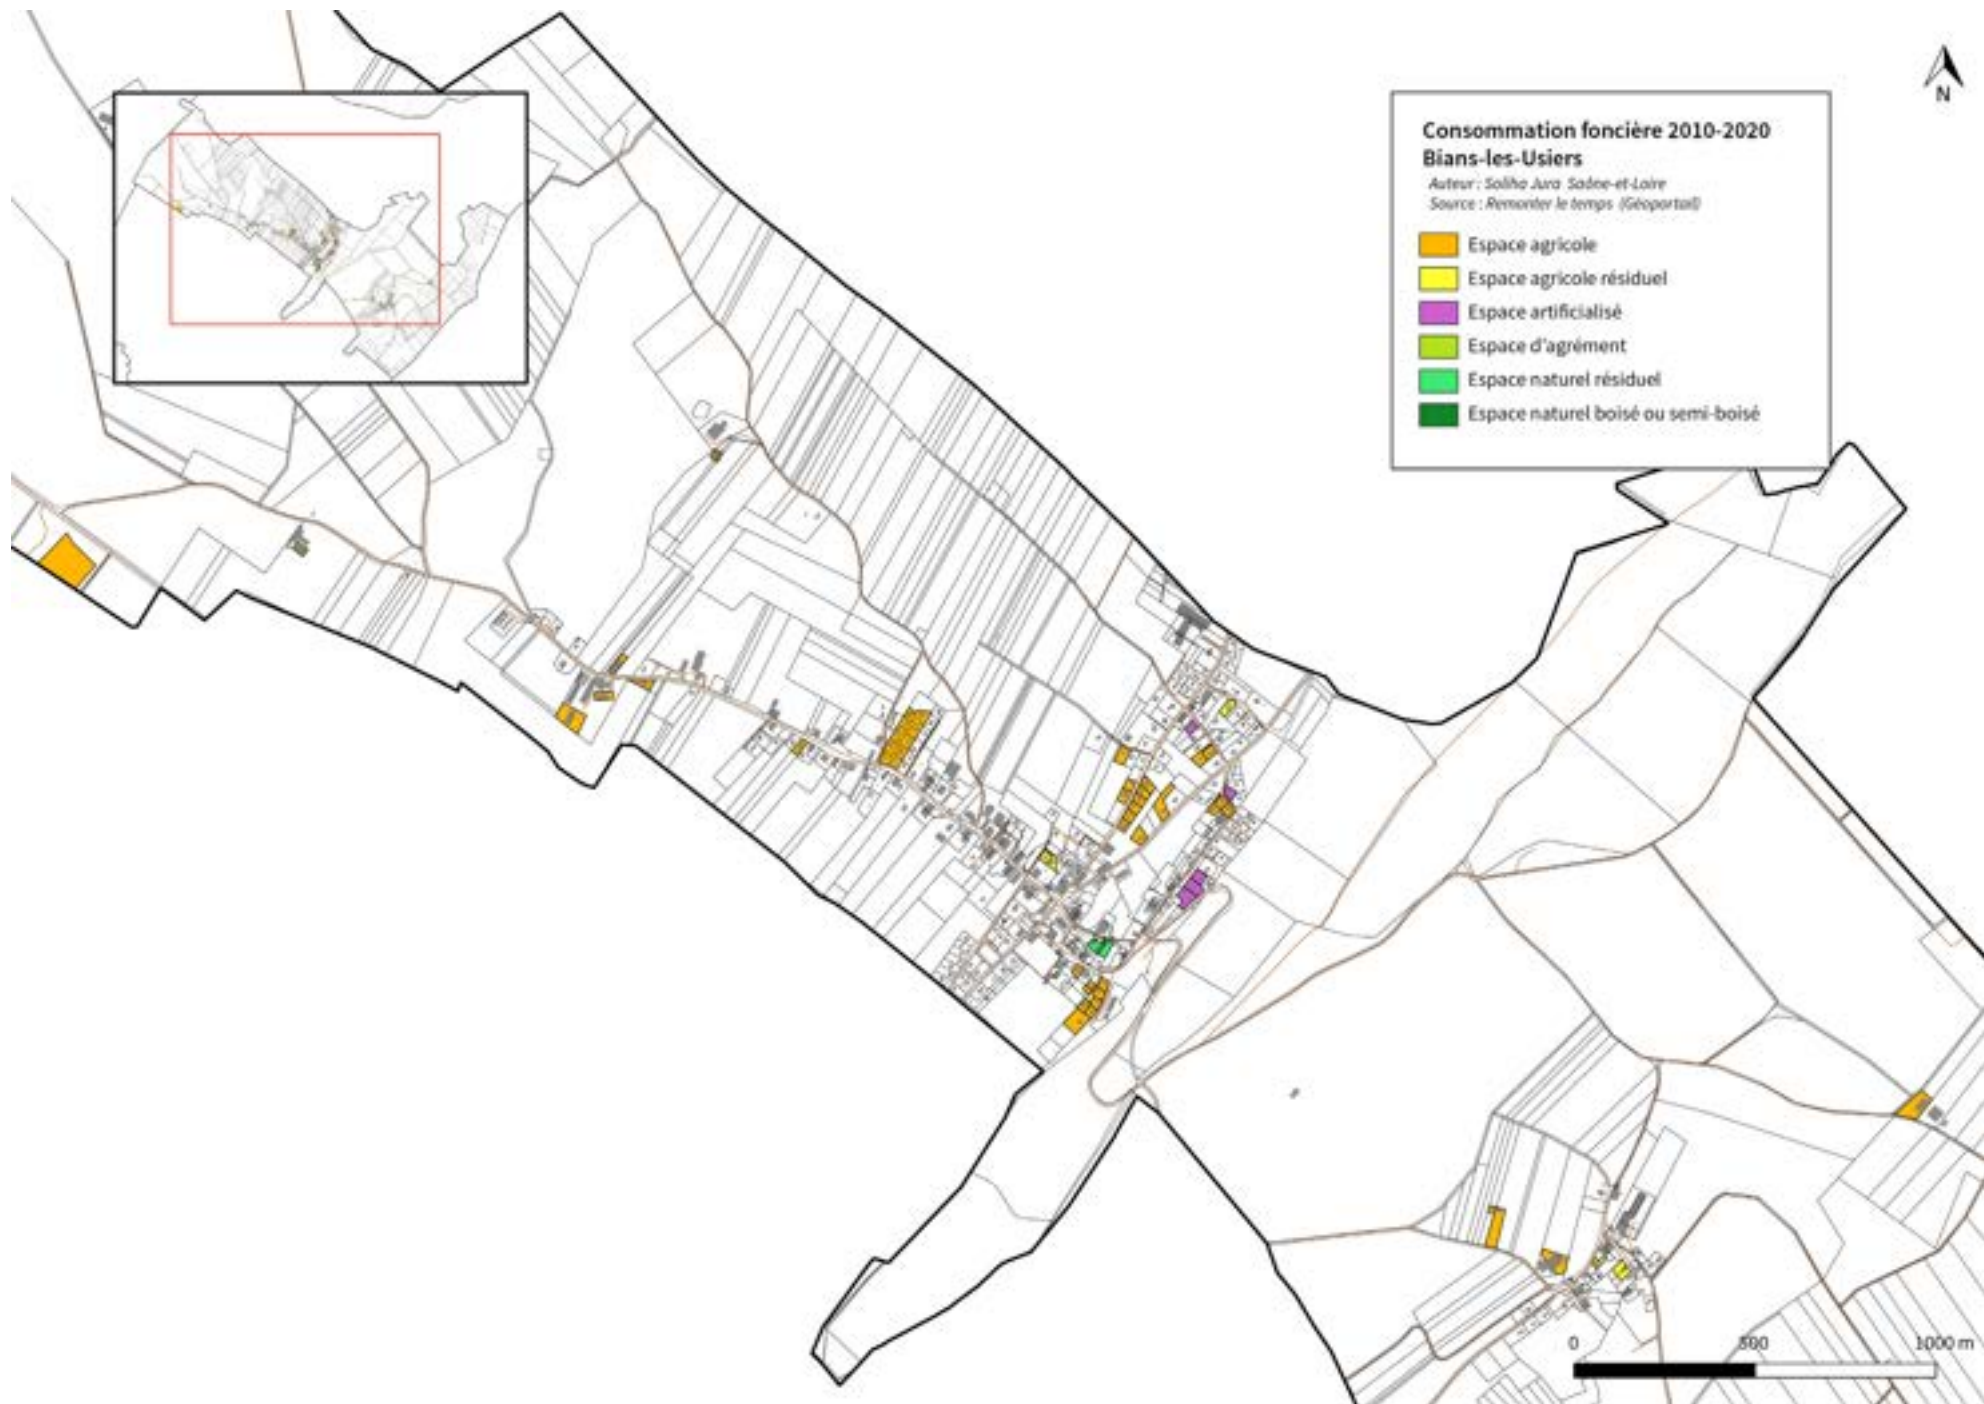 N
Consommation foncière 2010-2020
Bians-les-Usiers
Auteur : Soliha Jura Saône-et-Loire
Source : Remonter le temps (Géoportail)
Espace agricole
Espace agricole résiduel
Espace artificialisé
Espace d'agrément
Espace naturel résiduel
Espace naturel boisé ou semi-boisé
0 500 1000 m